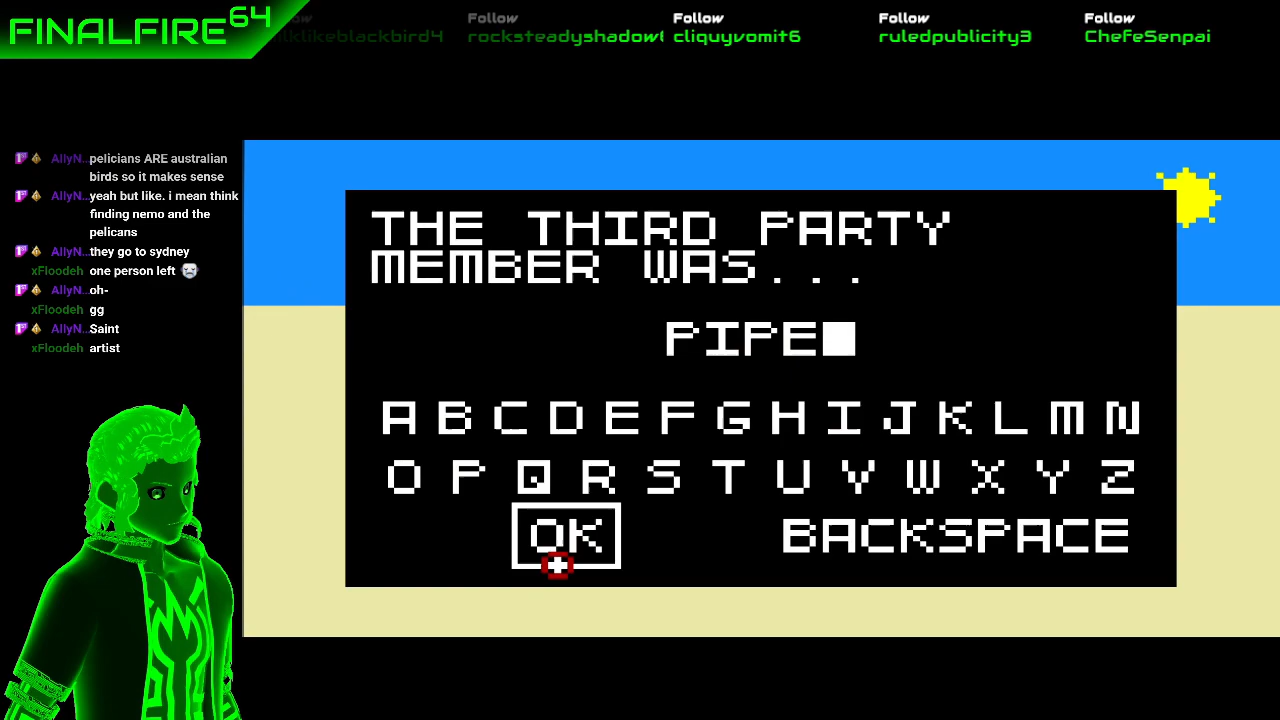 FINALFIRE64
Follow Follow Follow Follow
cliquyvomit6 ruledpublicity3 ChefeSenpai
AllyN... pelicians ARE australian
birds so it makes sense
AllyN... yeah but like. i mean think
finding nemo and the
pelicans
AllyN... they go to sydney
xFloodeh one person left
AllyN... oh-
xFloodeh gg
AllyN... Saint
xFloodeh artist
THE THIRD PARTY
MEMBER WAS...
PIPE
A B C D E F G H I J K L M N
O P Q R S T U V W X Y Z
OK BACKSPACE